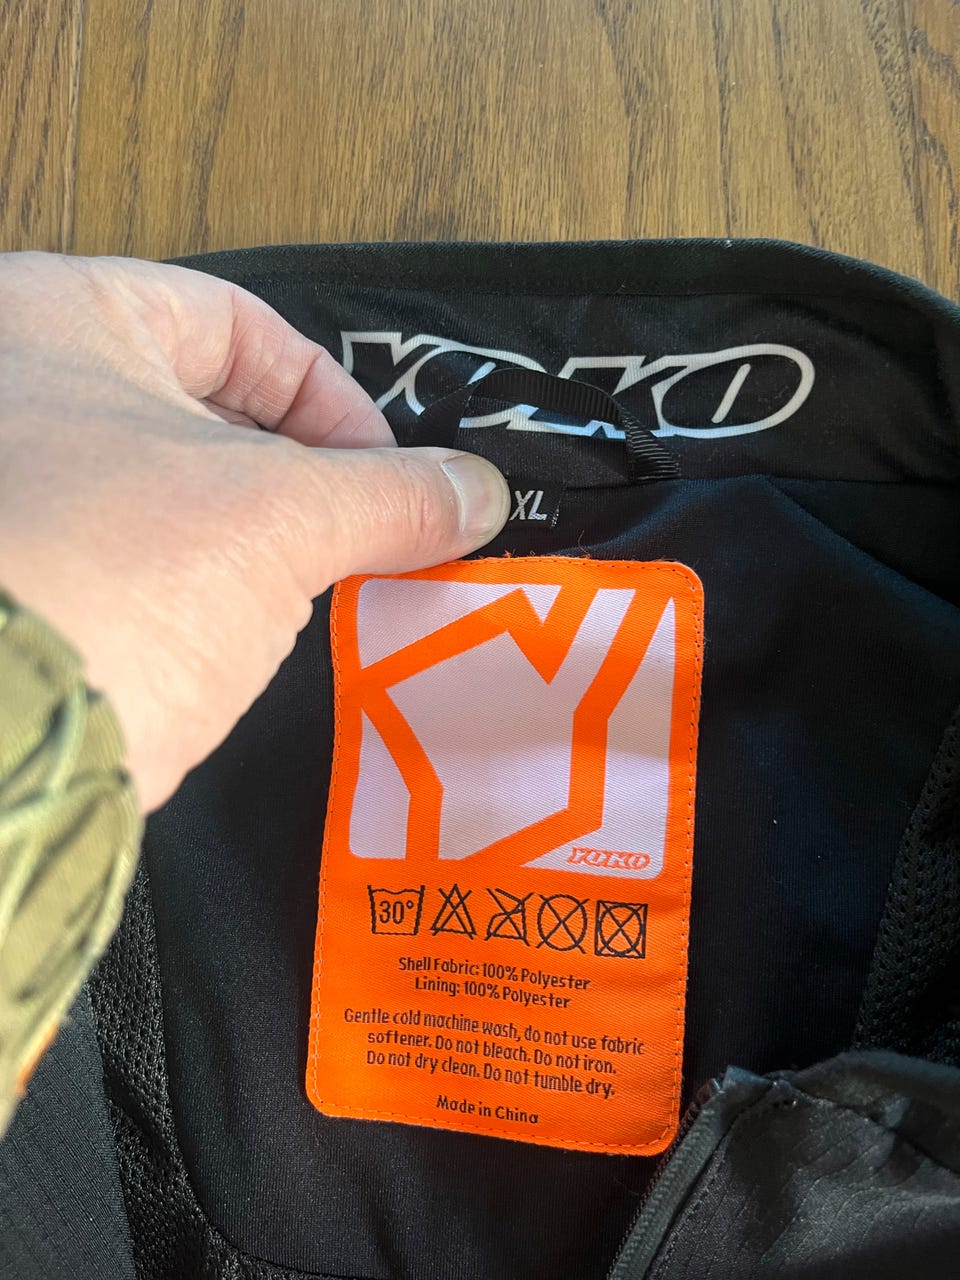 YOKO
XL
YOKO
30°
Shell Fabric: 100% Polyester
Lining: 100% Polyester
Gentle cold machine wash, do not use fabric
softener. Do not bleach. Do not iron.
Do not dry clean. Do not tumble dry.
Made in China